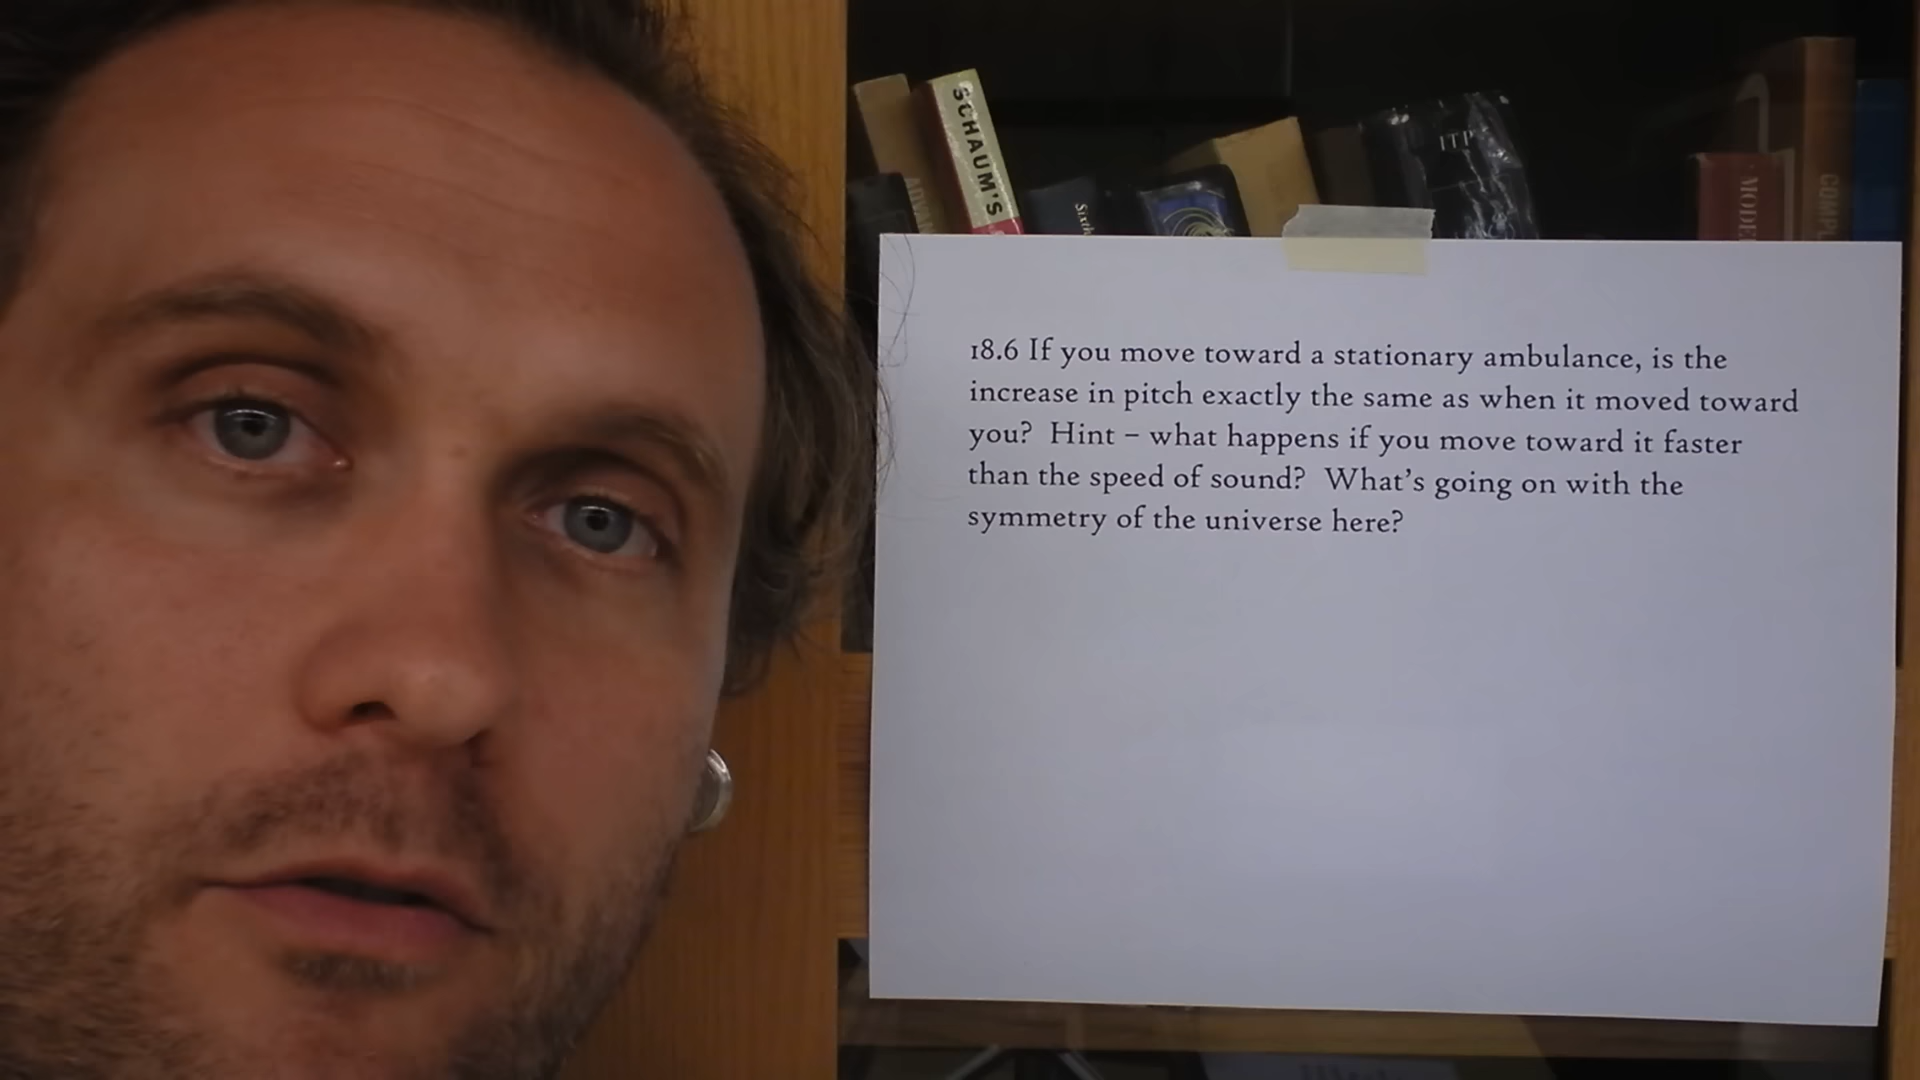 SCHAUM'S
Sixth
ITP
18.6 If you move toward a stationary ambulance, is the
increase in pitch exactly the same as when it moved toward
you? Hint – what happens if you move toward it faster
than the speed of sound? What's going on with the
symmetry of the universe here?